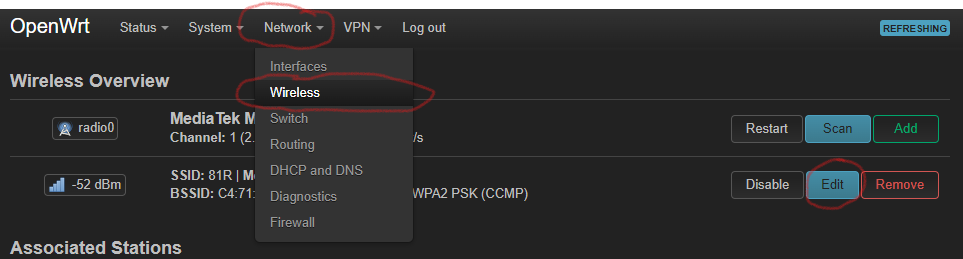 OpenWrt Status System Network VPN Log out REFRESHING
Interfaces
Wireless
Switch
Routing
DHCP and DNS
Diagnostics
Firewall
Wireless Overview
radio0 MediaTek M Restart Scan Add
Channel: 1 (2. /s
-52 dBm SSID: 81R | M Disable Edit Remove
BSSID: C4:71: WPA2 PSK (CCMP)
Associated Stations